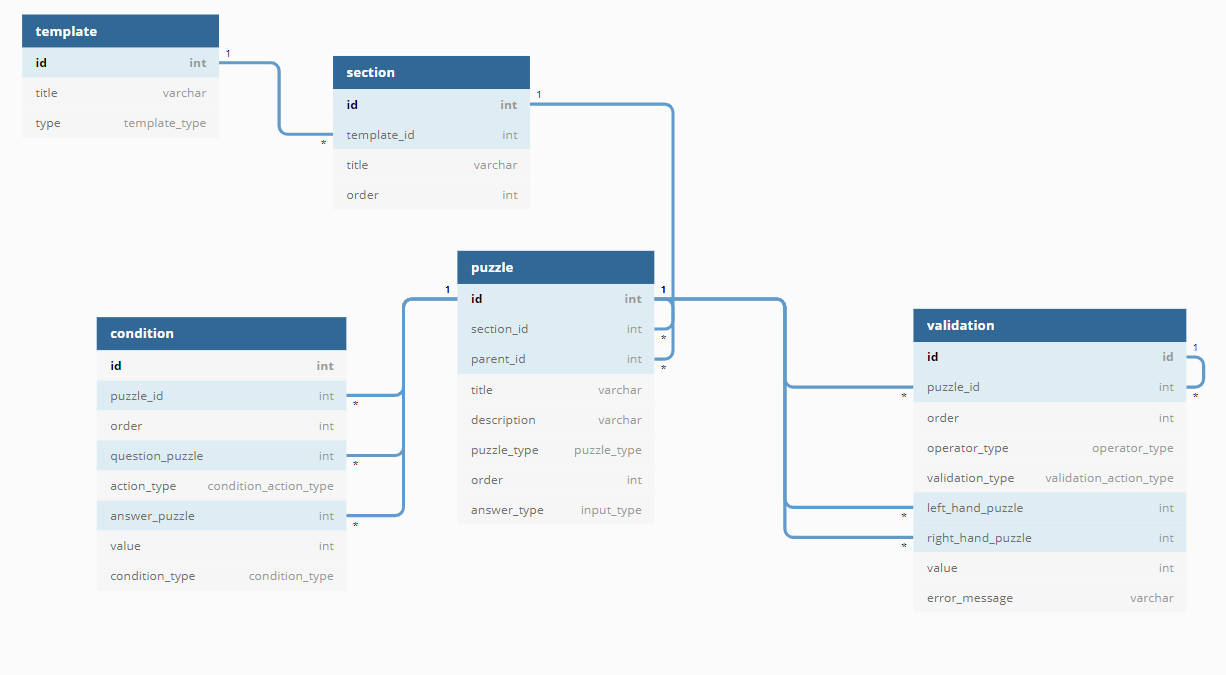 template
id int
1
title varchar
type template_type
section
1
id int
template_id int
*
title varchar
order int
puzzle
1
id int
1
section_id int
*
parent_id int
*
title varchar
description varchar
puzzle_type puzzle_type
order int
answer_type input_type
condition
id int
puzzle_id int
*
order int
question_puzzle int
*
action_type condition_action_type
answer_puzzle int
*
value int
condition_type condition_type
validation
1
id id
puzzle_id int
*
*
order int
operator_type operator_type
validation_type validation_action_type
left_hand_puzzle int
*
right_hand_puzzle int
*
value int
error_message varchar